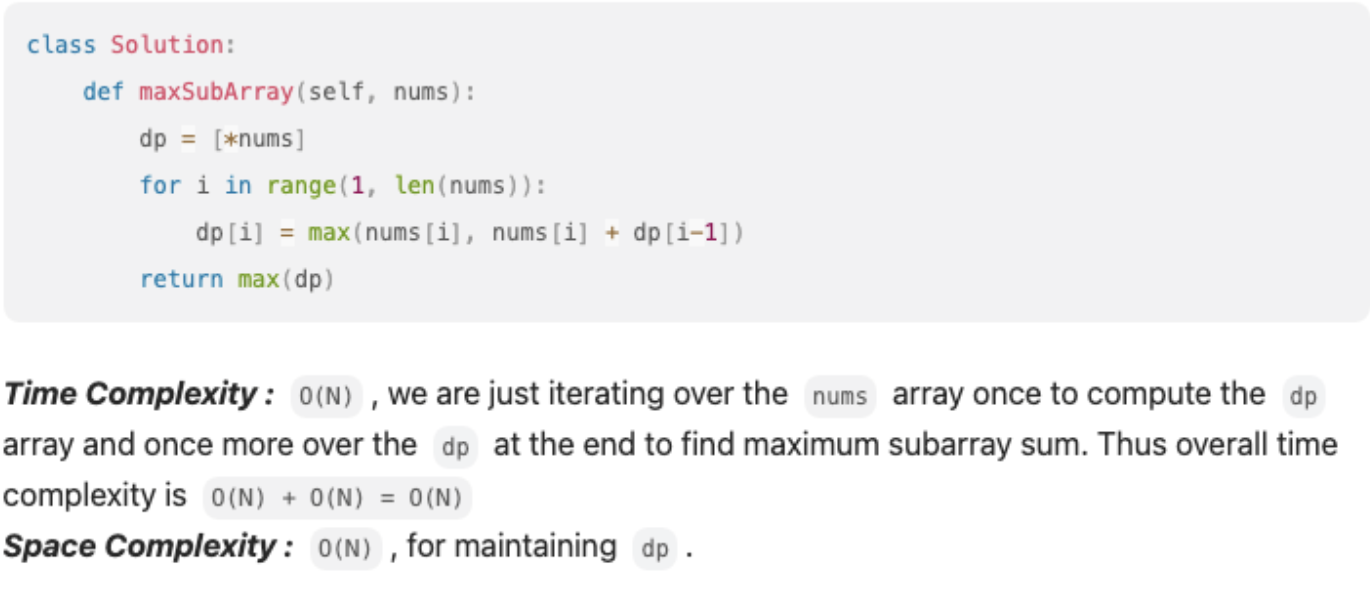 class Solution:
    def maxSubArray(self, nums):
        dp = [*nums]
        for i in range(1, len(nums)):
            dp[i] = max(nums[i], nums[i] + dp[i-1])
        return max(dp)
Time Complexity : O(N) , we are just iterating over the nums array once to compute the dp
array and once more over the dp at the end to find maximum subarray sum. Thus overall time
complexity is O(N) + O(N) = O(N)
Space Complexity : O(N) , for maintaining dp .